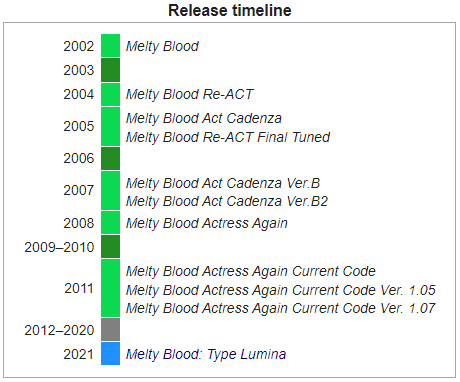 Release timeline
2002 Melty Blood
2003
2004 Melty Blood Re-ACT
2005 Melty Blood Act Cadenza
Melty Blood Re-ACT Final Tuned
2006
2007 Melty Blood Act Cadenza Ver.B
Melty Blood Act Cadenza Ver.B2
2008 Melty Blood Actress Again
2009–2010
2011 Melty Blood Actress Again Current Code
Melty Blood Actress Again Current Code Ver. 1.05
Melty Blood Actress Again Current Code Ver. 1.07
2012–2020
2021 Melty Blood: Type Lumina